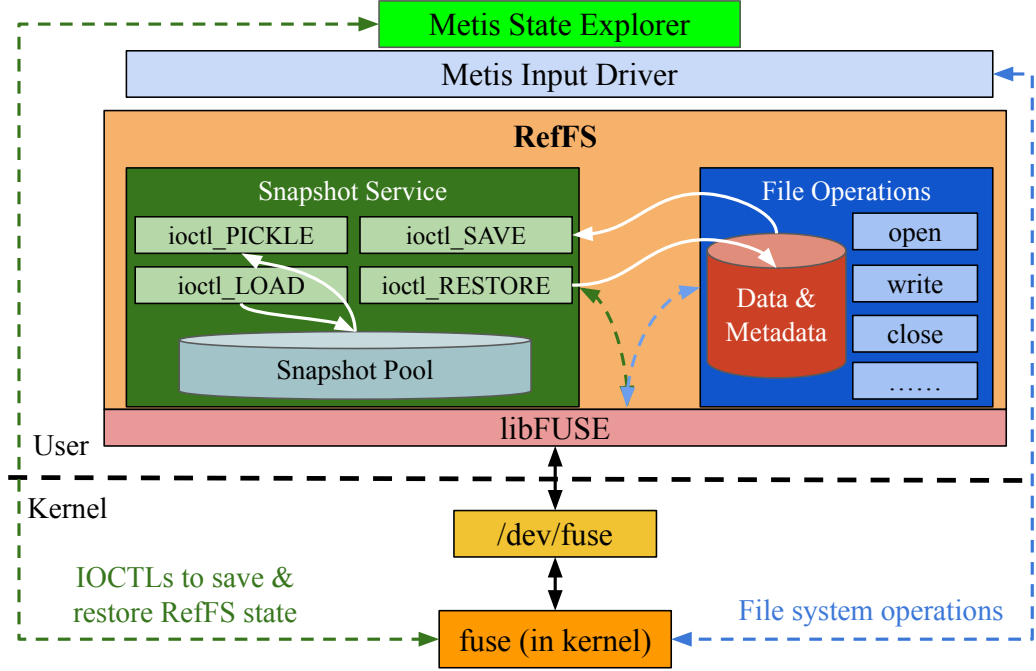 Metis State Explorer
Metis Input Driver
RefFS
Snapshot Service
ioctl_PICKLE
ioctl_SAVE
ioctl_LOAD
ioctl_RESTORE
Snapshot Pool
File Operations
Data &
Metadata
open
write
close
......
libFUSE
User
Kernel
/dev/fuse
IOCTLs to save &
restore RefFS state
fuse (in kernel)
File system operations